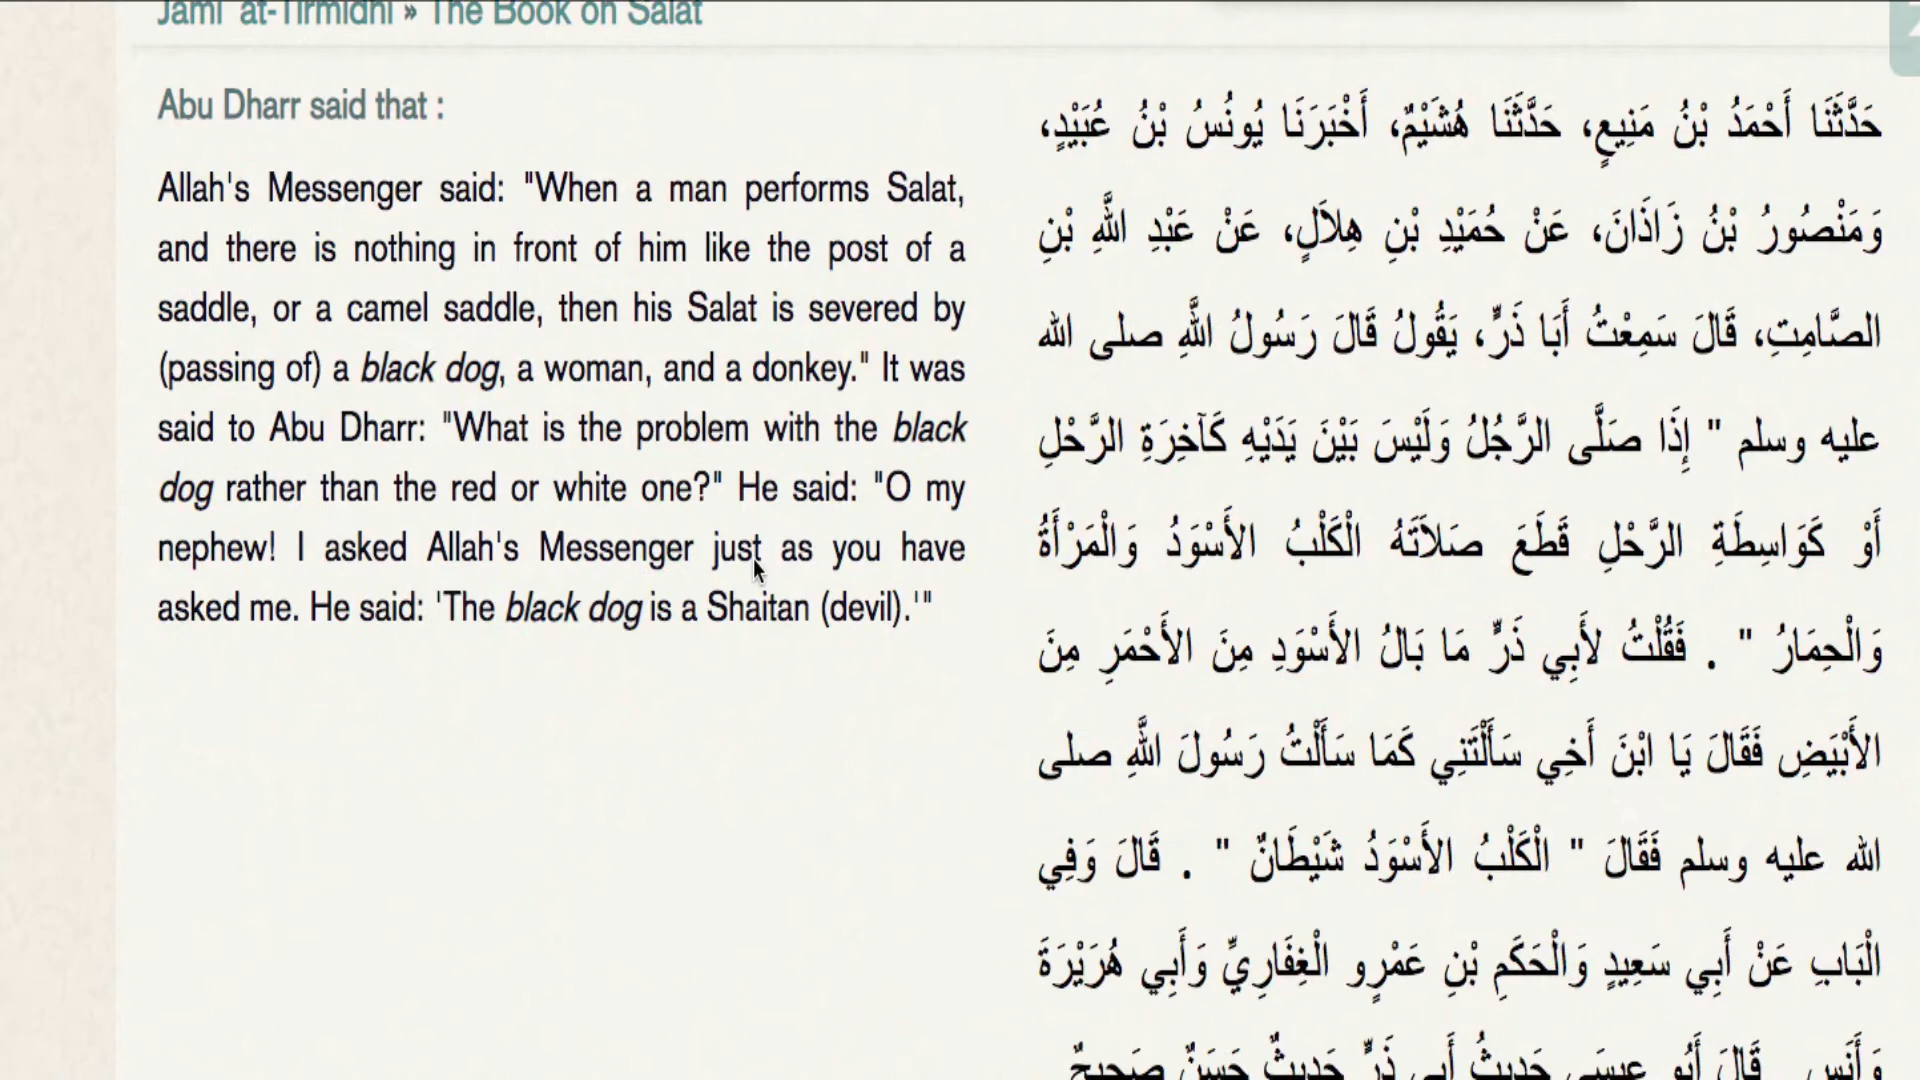 Jami` at-Tirmidhi » The Book on Salat
Abu Dharr said that :
Allah's Messenger said: "When a man performs Salat,
and there is nothing in front of him like the post of a
saddle, or a camel saddle, then his Salat is severed by
(passing of) a black dog, a woman, and a donkey." It was
said to Abu Dharr: "What is the problem with the black
dog rather than the red or white one?" He said: "O my
nephew! I asked Allah's Messenger just as you have
asked me. He said: 'The black dog is a Shaitan (devil).'"
حَدَّثَنَا أَحْمَدُ بْنُ مَنِيعٍ، حَدَّثَنَا هُشَيْمٌ، أَخْبَرَنَا يُونُسُ بْنُ عُبَيْدٍ،
وَمَنْصُورُ بْنُ زَاذَانَ، عَنْ حُمَيْدِ بْنِ هِلاَلٍ، عَنْ عَبْدِ اللَّهِ بْنِ
الصَّامِتِ، قَالَ سَمِعْتُ أَبَا ذَرٍّ، يَقُولُ قَالَ رَسُولُ اللَّهِ صلى الله
عليه وسلم " إِذَا صَلَّى الرَّجُلُ وَلَيْسَ بَيْنَ يَدَيْهِ كَآخِرَةِ الرَّحْلِ
أَوْ كَوَاسِطَةِ الرَّحْلِ قَطَعَ صَلاَتَهُ الْكَلْبُ الأَسْوَدُ وَالْمَرْأَةُ
وَالْحِمَارُ " . فَقُلْتُ لأَبِي ذَرٍّ مَا بَالُ الأَسْوَدِ مِنَ الأَحْمَرِ مِنَ
الأَبْيَضِ فَقَالَ يَا ابْنَ أَخِي سَأَلْتَنِي كَمَا سَأَلْتُ رَسُولَ اللَّهِ صلى
الله عليه وسلم فَقَالَ " الْكَلْبُ الأَسْوَدُ شَيْطَانٌ " . قَالَ وَفِي
الْبَابِ عَنْ أَبِي سَعِيدٍ وَالْحَكَمِ بْنِ عَمْرٍو الْغِفَارِيِّ وَأَبِي هُرَيْرَةَ
وَأَنَسٍ . قَالَ أَبُو عِيسَى حَدِيثُ أَبِي ذَرٍّ حَدِيثٌ حَسَنٌ صَحِيحٌ